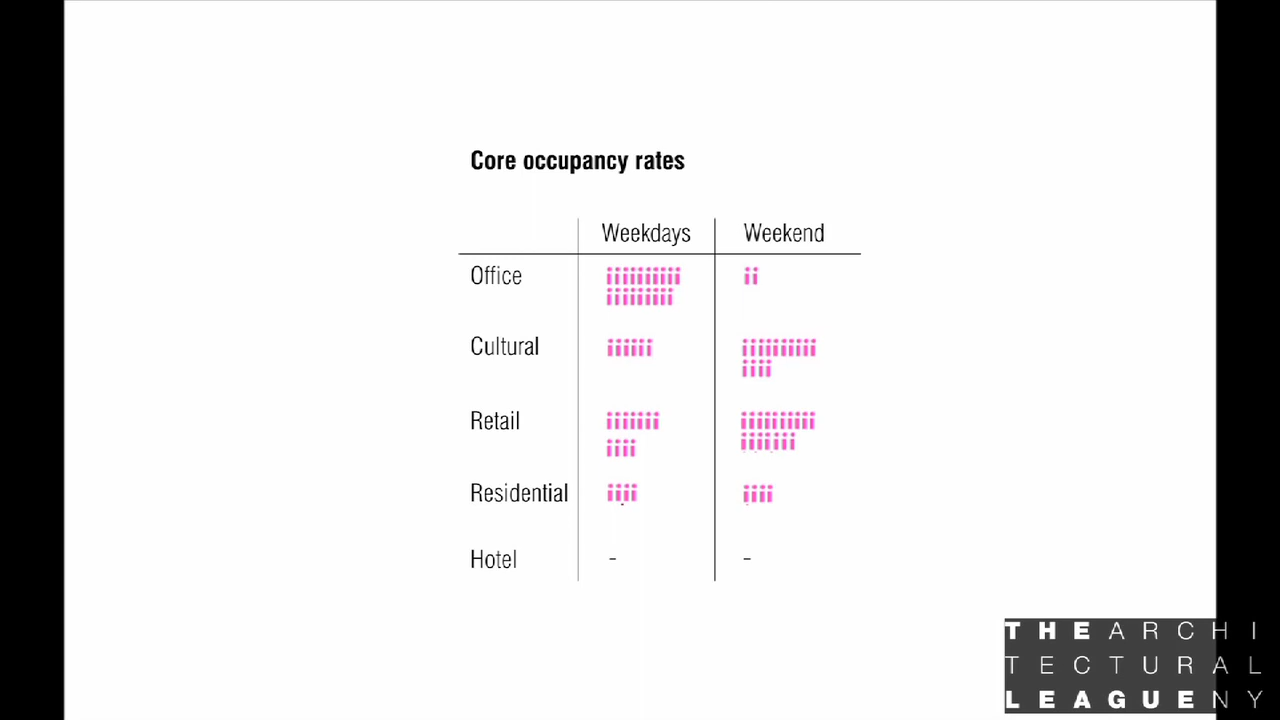 Core occupancy rates
Weekdays Weekend
Office
Cultural
Retail
Residential
Hotel - -
THE ARCHI
TECTURAL
LEAGUE NY